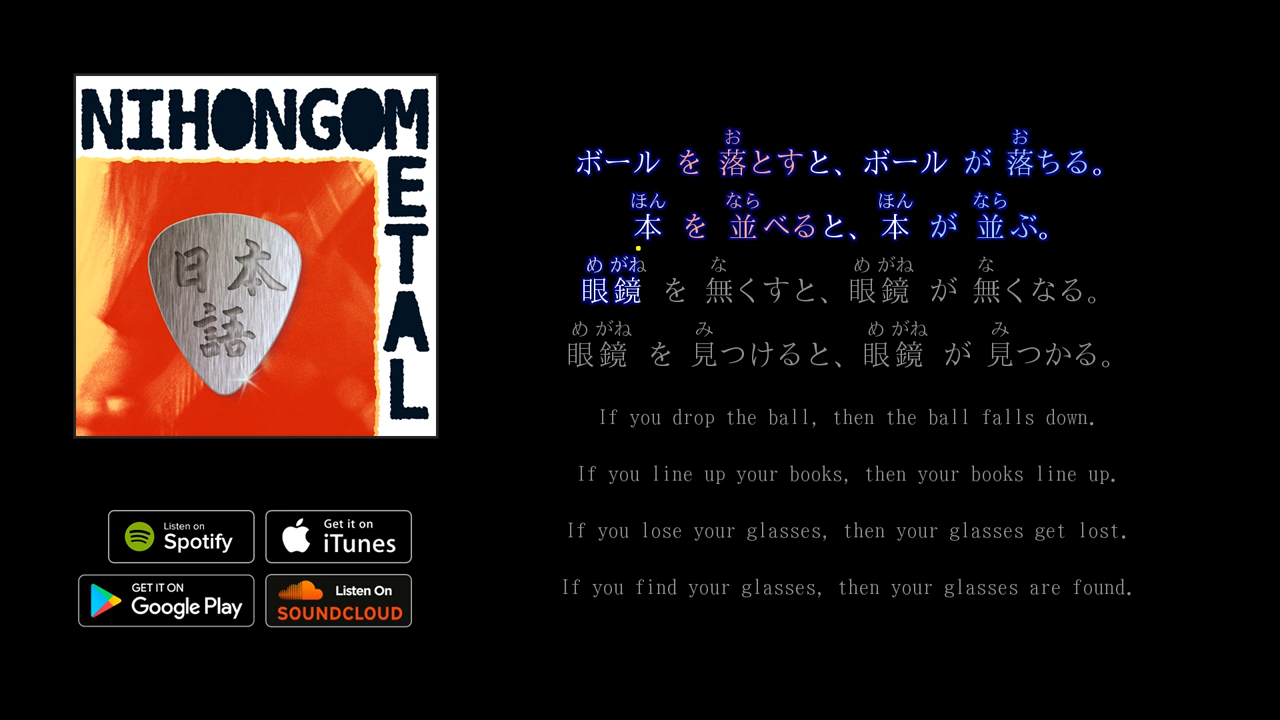 NIHONGO METAL
日本語
Listen on Spotify
Get it on iTunes
GET IT ON Google Play
Listen On SOUNDCLOUD
お お
ボール を 落とすと、ボール が 落ちる。
ほん なら ほん なら
本 を 並べると、本 が 並ぶ。
め がね な め がね な
眼鏡 を 無くすと、眼鏡 が 無くなる。
め がね み め がね み
眼鏡 を 見つけると、眼鏡 が 見つかる。
If you drop the ball, then the ball falls down.
If you line up your books, then your books line up.
If you lose your glasses, then your glasses get lost.
If you find your glasses, then your glasses are found.